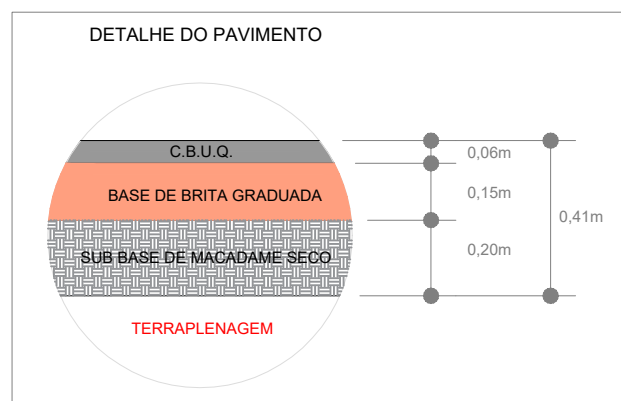 DETALHE DO PAVIMENTO
C.B.U.Q.
0,06m
BASE DE BRITA GRADUADA
0,15m
0,41m
SUB BASE DE MACADAME SECO
0,20m
TERRAPLENAGEM